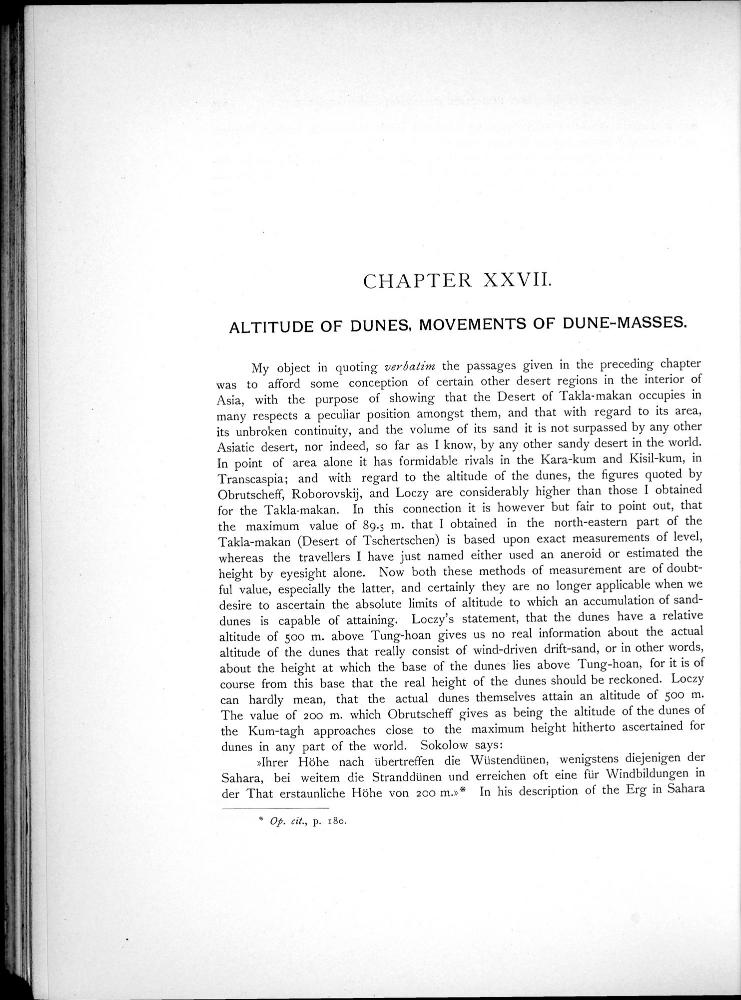 CHAPTER XXVII.
ALTITUDE OF DUNES, MOVEMENTS OF DUNE-MASSES.
My object in quoting verbatim the passages given in the preceding chapter
was to afford some conception of certain other desert regions in the interior of
Asia, with the purpose of showing that the Desert of Takla-makan occupies in
many respects a peculiar position amongst them, and that with regard to its area,
its unbroken continuity, and the volume of its sand it is not surpassed by any other
Asiatic desert, nor indeed, so far as I know, by any other sandy desert in the world.
In point of area alone it has formidable rivals in the Kara-kum and Kisil-kum, in
Transcaspia; and with regard to the altitude of the dunes, the figures quoted by
Obrutscheff, Roborovskij, and Loczy are considerably higher than those I obtained
for the Takla-makan. In this connection it is however but fair to point out, that
the maximum value of 89.5 m. that I obtained in the north-eastern part of the
Takla-makan (Desert of Tschertschen) is based upon exact measurements of level,
whereas the travellers I have just named either used an aneroid or estimated the
height by eyesight alone. Now both these methods of measurement are of doubt-
ful value, especially the latter, and certainly they are no longer applicable when we
desire to ascertain the absolute limits of altitude to which an accumulation of sand-
dunes is capable of attaining. Loczy's statement, that the dunes have a relative
altitude of 500 m. above Tung-hoan gives us no real information about the actual
altitude of the dunes that really consist of wind-driven drift-sand, or in other words,
about the height at which the base of the dunes lies above Tung-hoan, for it is of
course from this base that the real height of the dunes should be reckoned. Loczy
can hardly mean, that the actual dunes themselves attain an altitude of 500 m.
The value of 200 m. which Obrutscheff gives as being the altitude of the dunes of
the Kum-tagh approaches close to the maximum height hitherto ascertained for
dunes in any part of the world. Sokolow says:
»Ihrer Höhe nach übertreffen die Wüstendünen, wenigstens diejenigen der
Sahara, bei weitem die Stranddünen und erreichen oft eine für Windbildungen in
der That erstaunliche Höhe von 200 m.»* In his description of the Erg in Sahara
* Op. cit., p. 180.